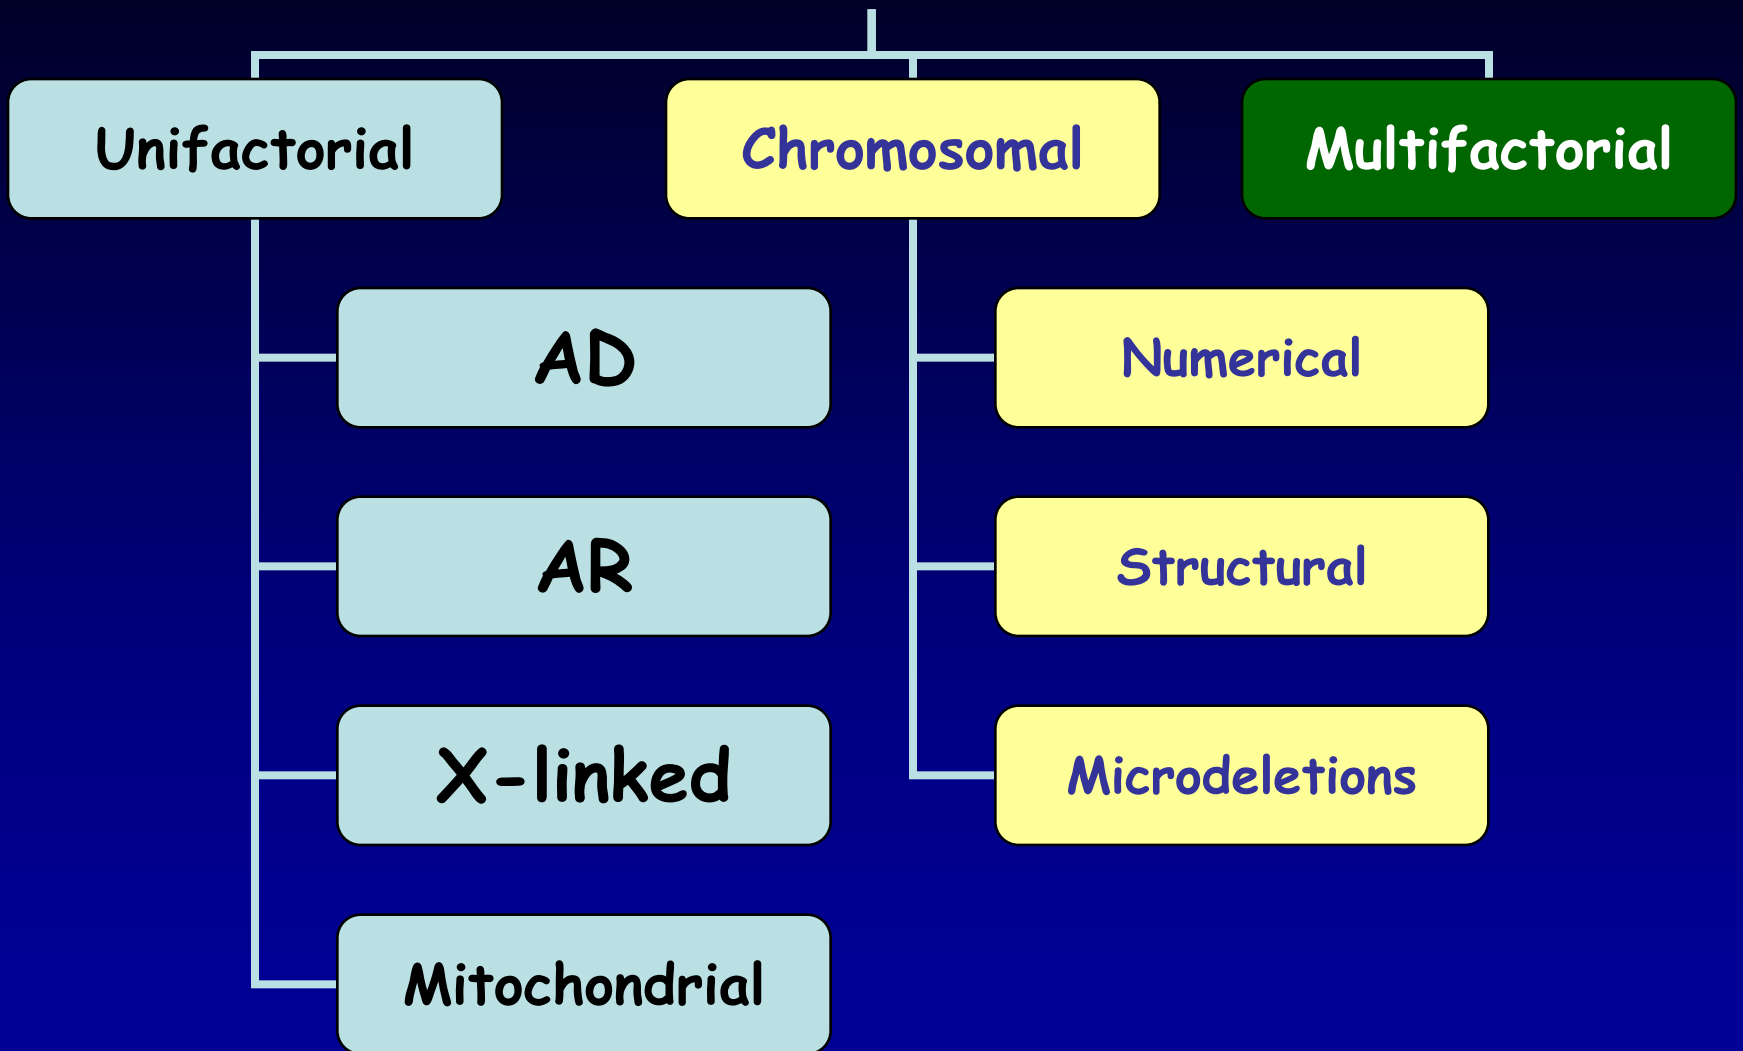 Unifactorial
Chromosomal
Multifactorial
AD
Numerical
AR
Structural
X-linked
Microdeletions
Mitochondrial